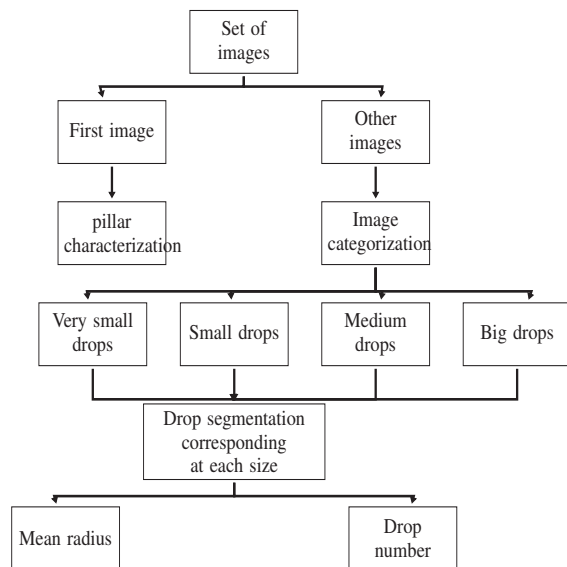 Set of
images
First image
Other
images
pillar
characterization
Image
categorization
Very small
drops
Small drops
Medium
drops
Big drops
Drop segmentation
corresponding
at each size
Mean radius
Drop
number